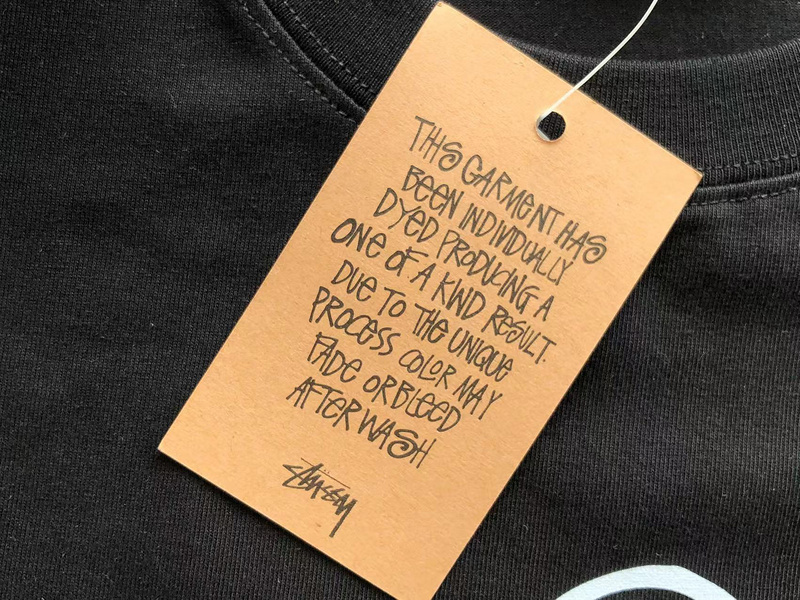 THIS GARMENT HAS
BEEN INDIVIDUALLY
DYED PRODUCING A
ONE OF A KIND RESULT.
DUE TO THE UNIQUE
PROCESS COLOR MAY
FADE OR BLEED
AFTER WASH
Stüssy